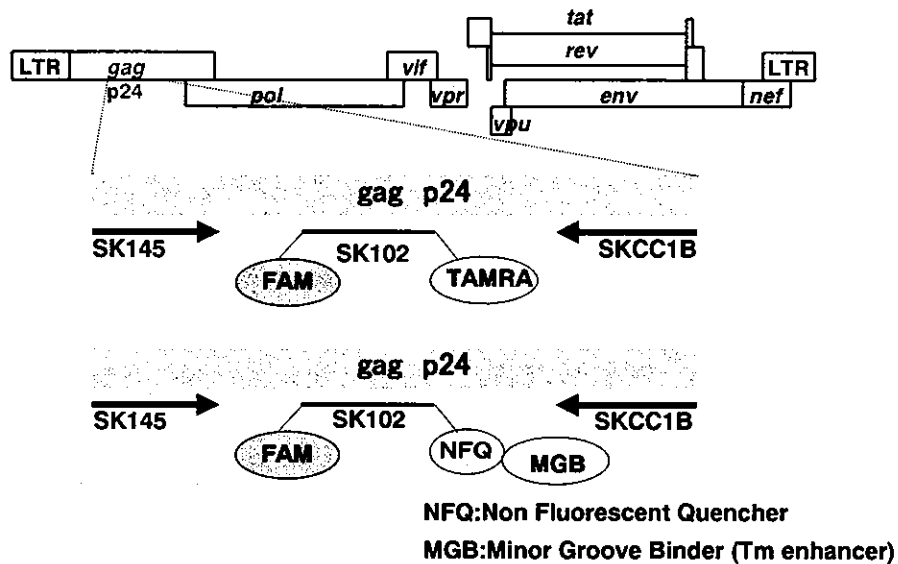 tat
rev
LTR gag vif LTR
p24 pol vpr env nef
vpu
gag p24
SK145 SK102 SKCC1B
FAM TAMRA
gag p24
SK145 SK102 SKCC1B
FAM NFQ MGB
NFQ:Non Fluorescent Quencher
MGB:Minor Groove Binder (Tm enhancer)